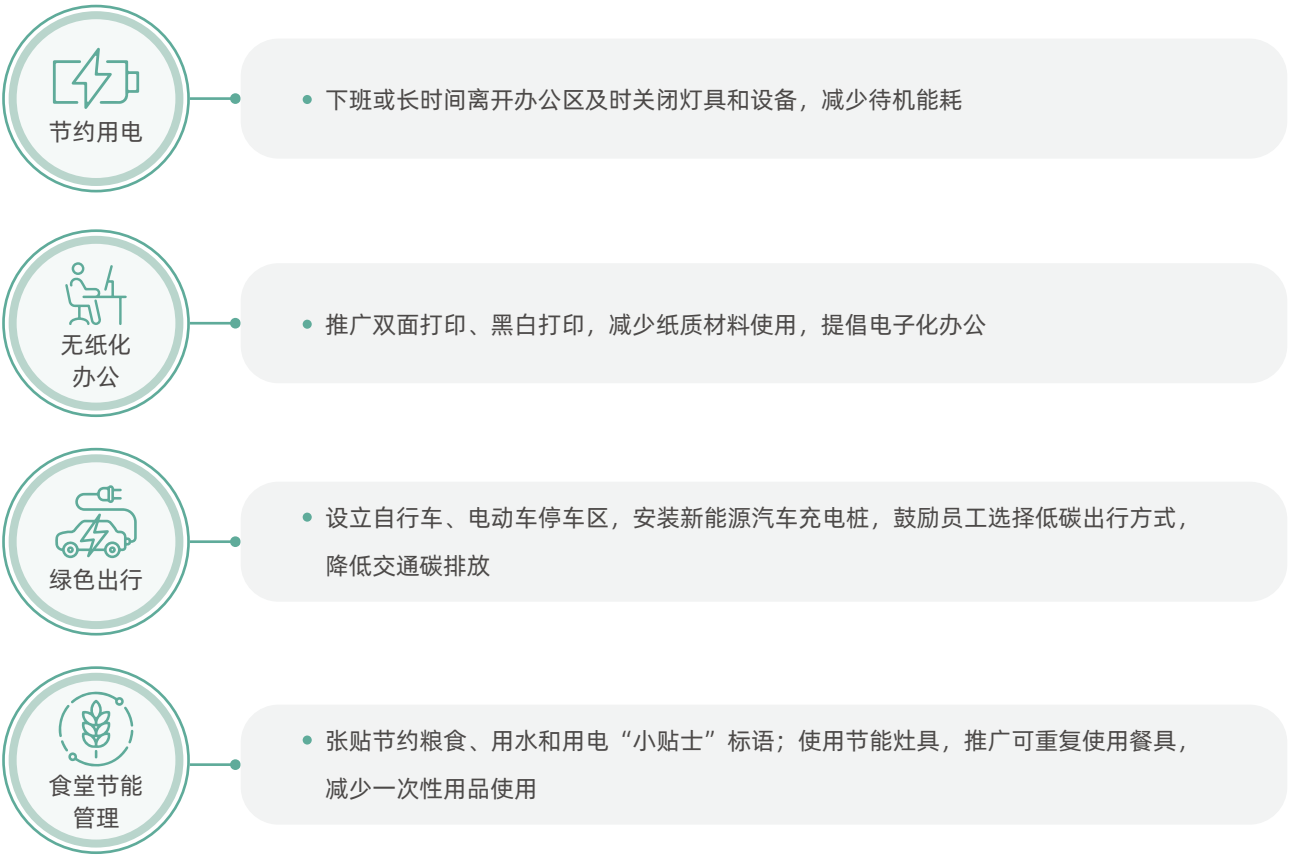 节约用电
下班或长时间离开办公区及时关闭灯具和设备，减少待机能耗
无纸化
办公
推广双面打印、黑白打印，减少纸质材料使用，提倡电子化办公
绿色出行
设立自行车、电动车停车区，安装新能源汽车充电桩，鼓励员工选择低碳出行方式，
降低交通碳排放
食堂节能
管理
张贴节约粮食、用水和用电“小贴士”标语；使用节能灶具，推广可重复使用餐具，
减少一次性用品使用